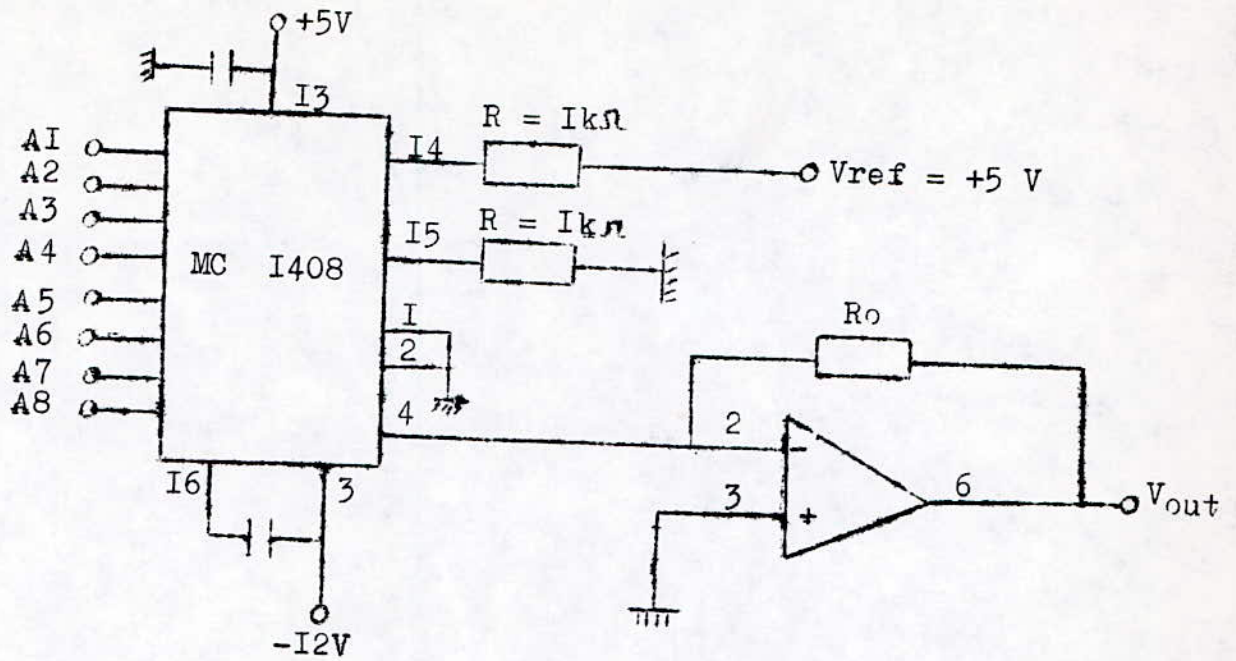 +5V
I3
R = IkΩ
AI
I4
A2
Vref = +5 V
A3
R = IkΩ
I5
A4
MC I408
A5
I
Ro
A6
2
A7
A8
4
2
I6
3
3
6
+
Vout
-I2V